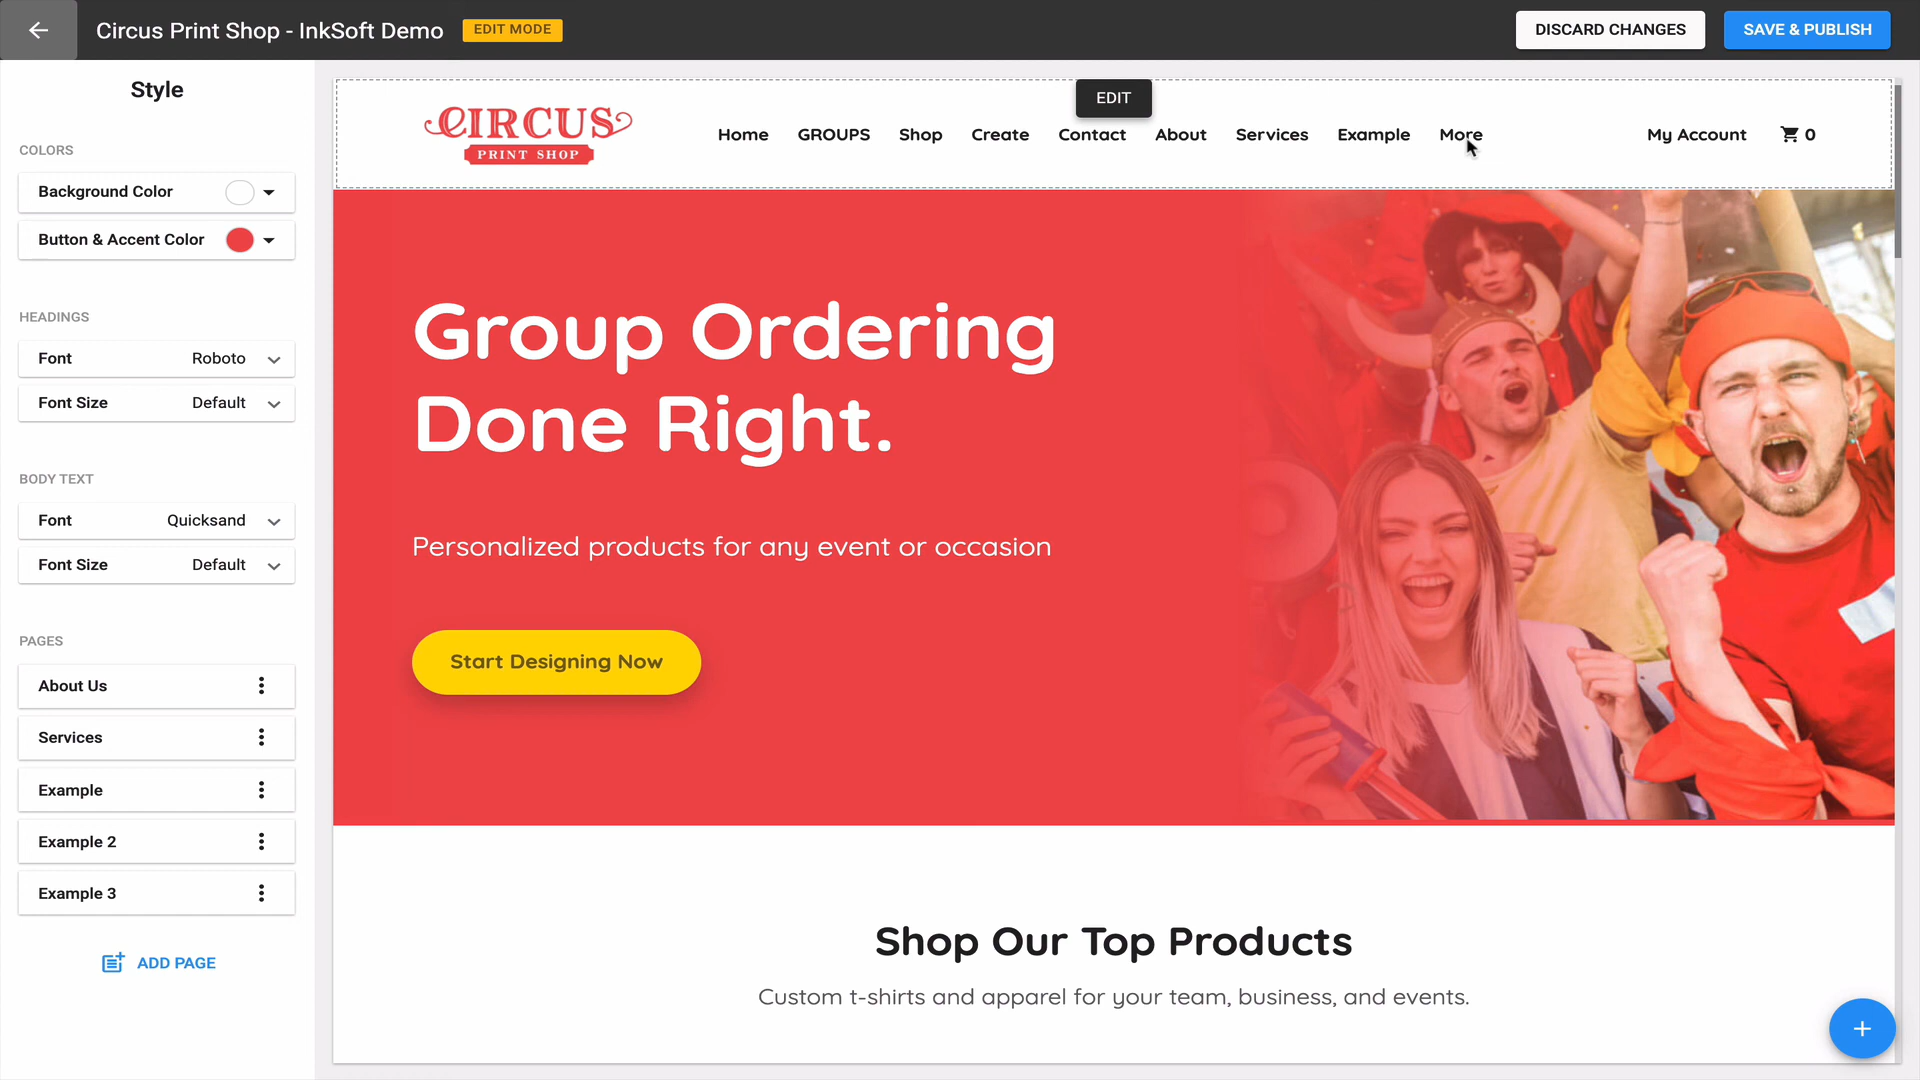 Circus Print Shop - InkSoft Demo
EDIT MODE
DISCARD CHANGES
SAVE & PUBLISH
Style
COLORS
Background Color
Button & Accent Color
HEADINGS
Font Roboto
Font Size Default
BODY TEXT
Font Quicksand
Font Size Default
PAGES
About Us
Services
Example
Example 2
Example 3
ADD PAGE
EDIT
CIRCUS
PRINT SHOP
Home GROUPS Shop Create Contact About Services Example More My Account 0
Group Ordering
Done Right.
Personalized products for any event or occasion
Start Designing Now
Shop Our Top Products
Custom t-shirts and apparel for your team, business, and events.